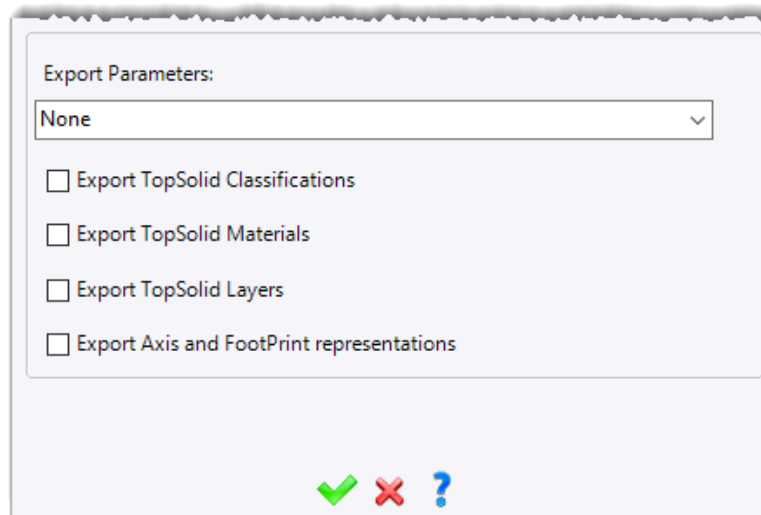 Export Parameters:
None
Export TopSolid Classifications
Export TopSolid Materials
Export TopSolid Layers
Export Axis and FootPrint representations